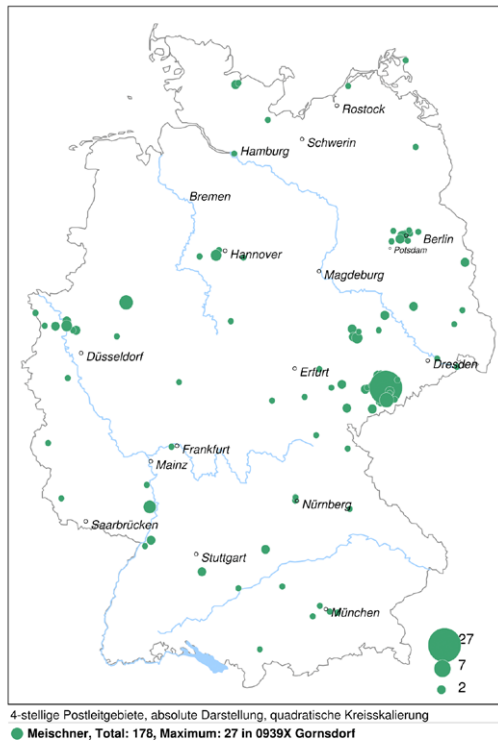 Rostock
Schwerin
Hamburg
Bremen
Berlin
Potsdam
Hannover
Magdeburg
Düsseldorf
Erfurt
Dresden
Frankfurt
Mainz
Nürnberg
Saarbrücken
Stuttgart
München
27
7
2
4-stellige Postleitgebiete, absolute Darstellung, quadratische Kreisskalierung
Meischner, Total: 178, Maximum: 27 in 0939X Gornsdorf